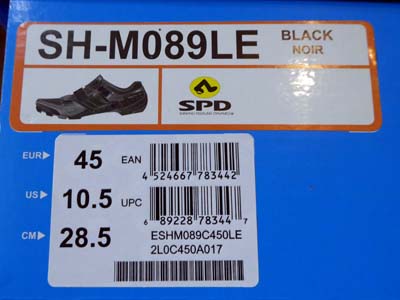 SH-M089LE BLACK
NOIR
SPD
EUR 45 EAN
4 524667 783442
US 10.5 UPC
6 89228 78344 7
CM 28.5
ESHM089C450LE
2L0C450A017